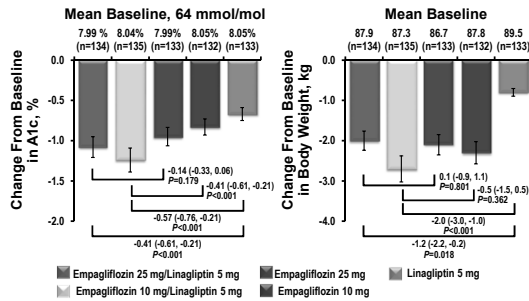 Mean Baseline, 64 mmol/mol
7.99 % 8.04% 7.99% 8.05% 8.05%
(n=134) (n=135) (n=133) (n=132) (n=133)
Change From Baseline
in A1c, %
0.0
-0.5
-1.0
-1.5
-2.0
-0.14 (-0.33, 0.06)
P=0.179
-0.41 (-0.61, -0.21)
P<0.001
-0.57 (-0.76, -0.21)
P<0.001
-0.41 (-0.61, -0.21)
P<0.001
Mean Baseline
87.9 87.3 86.7 87.8 89.5
(n=134) (n=135) (n=133) (n=132) (n=133)
Change From Baseline
in Body Weight, kg
0.0
-1.0
-2.0
-3.0
-4.0
0.1 (-0.9, 1.1)
P=0.801
-0.5 (-1.5, 0.5)
P=0.362
-2.0 (-3.0, -1.0)
P<0.001
-1.2 (-2.2, -0.2)
P=0.018
Empagliflozin 25 mg/Linagliptin 5 mg
Empagliflozin 25 mg
Linagliptin 5 mg
Empagliflozin 10 mg/Linagliptin 5 mg
Empagliflozin 10 mg